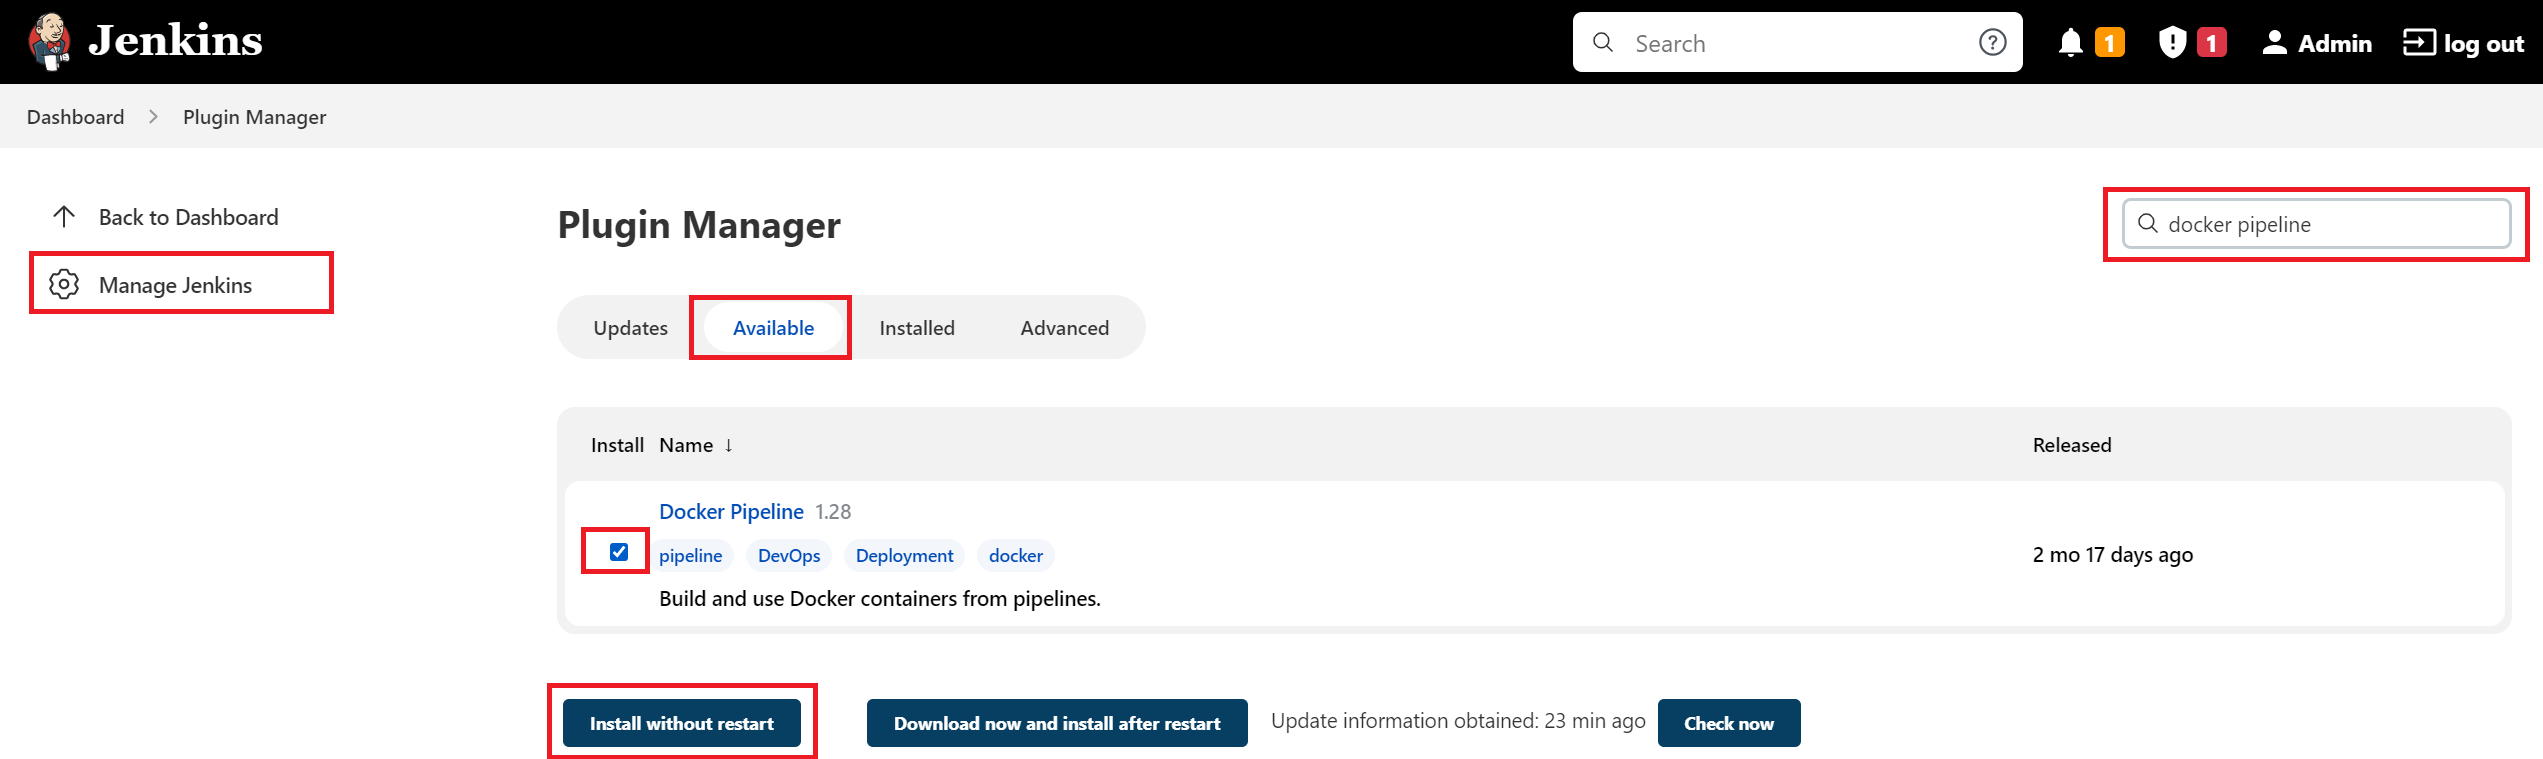 Jenkins
Search
1
1
Admin
log out
Dashboard
Plugin Manager
Back to Dashboard
Manage Jenkins
Plugin Manager
docker pipeline
Updates
Available
Installed
Advanced
Install Name ↓
Released
Docker Pipeline 1.28
pipeline DevOps Deployment docker
2 mo 17 days ago
Build and use Docker containers from pipelines.
Install without restart
Download now and install after restart
Update information obtained: 23 min ago
Check now